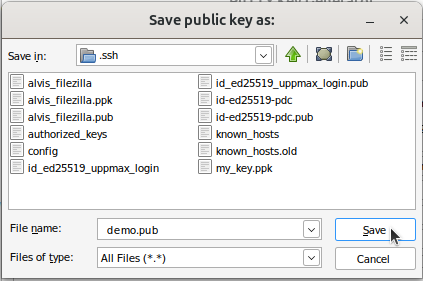 Save public key as:
Save in: .ssh
alvis_filezilla
alvis_filezilla.ppk
alvis_filezilla.pub
authorized_keys
config
id_ed25519_uppmax_login
id_ed25519_uppmax_login.pub
id-ed25519-pdc
id-ed25519-pdc.pub
known_hosts
known_hosts.old
my_key.ppk
File name: demo.pub
Save
Files of type: All Files (*.*)
Cancel